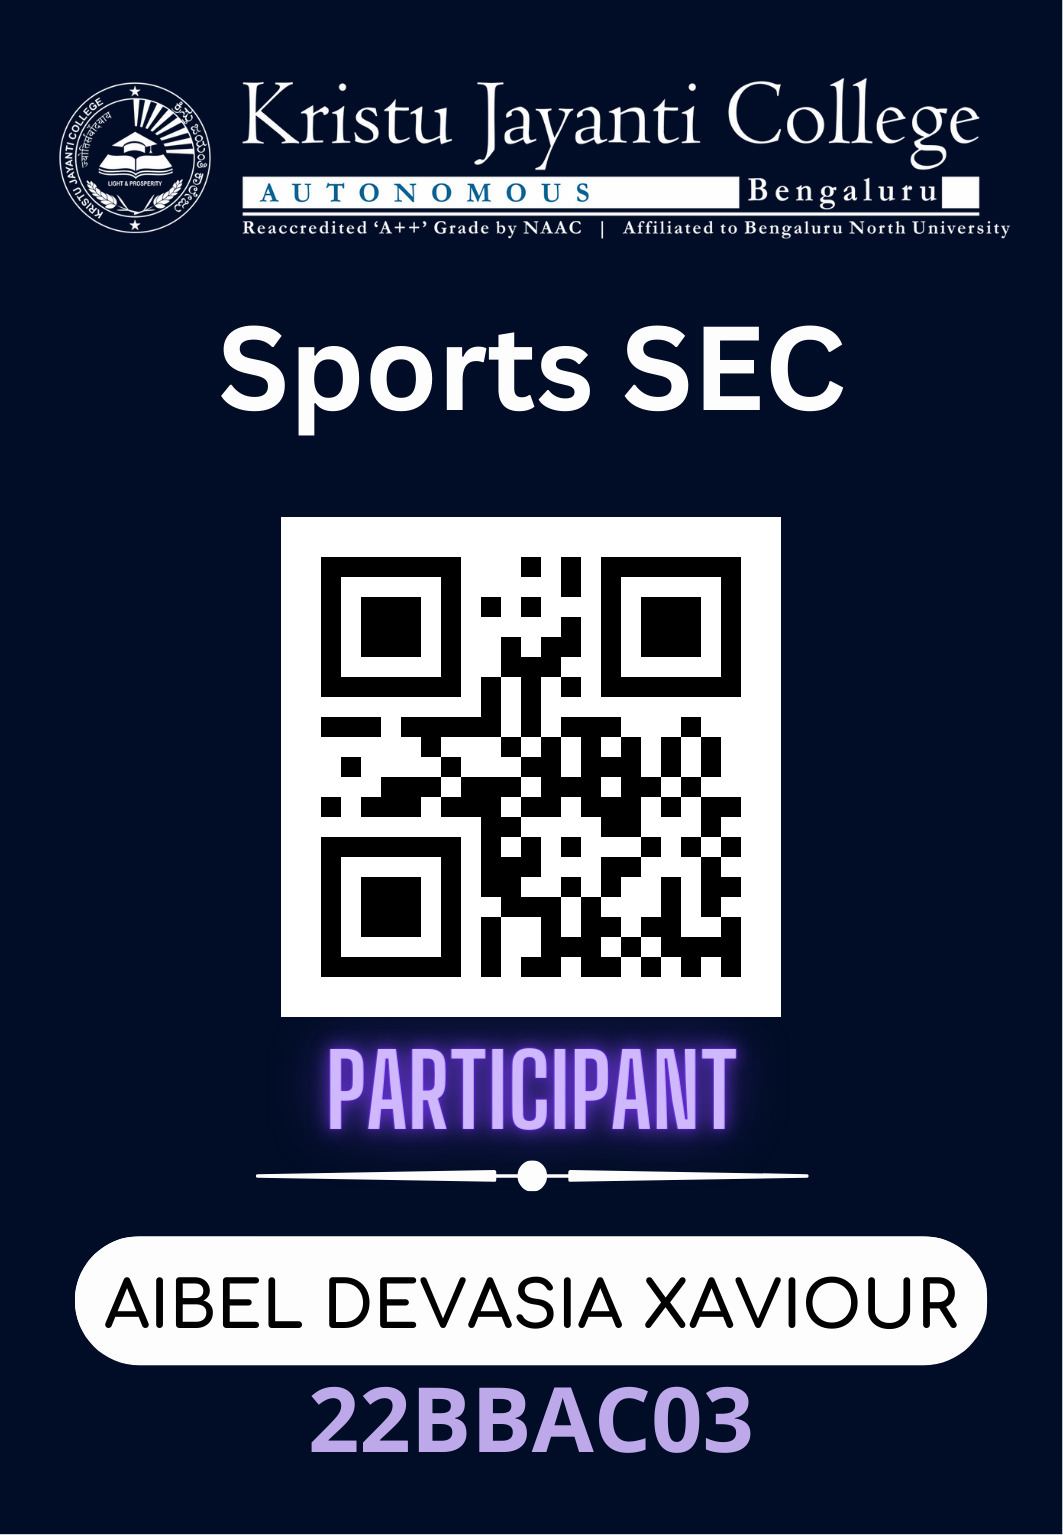 Kristu Jayanti College
AUTONOMOUS Bengaluru
Reaccredited ‘A++’ Grade by NAAC | Affiliated to Bengaluru North University
KRISTU JAYANTI COLLEGE
LIGHT & PROSPERITY
Sports SEC
PARTICIPANT
AIBEL DEVASIA XAVIOUR
22BBAC03